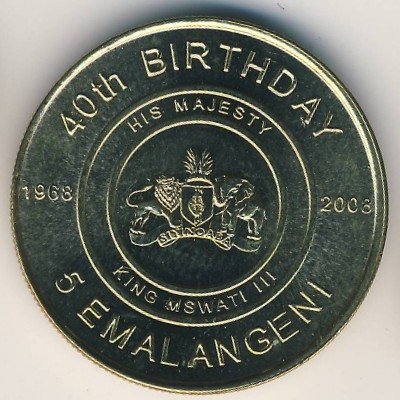 40th BIRTHDAY
HIS MAJESTY
1968 2008
SIYINQABA
KING MSWATI III
5 EMALANGENI